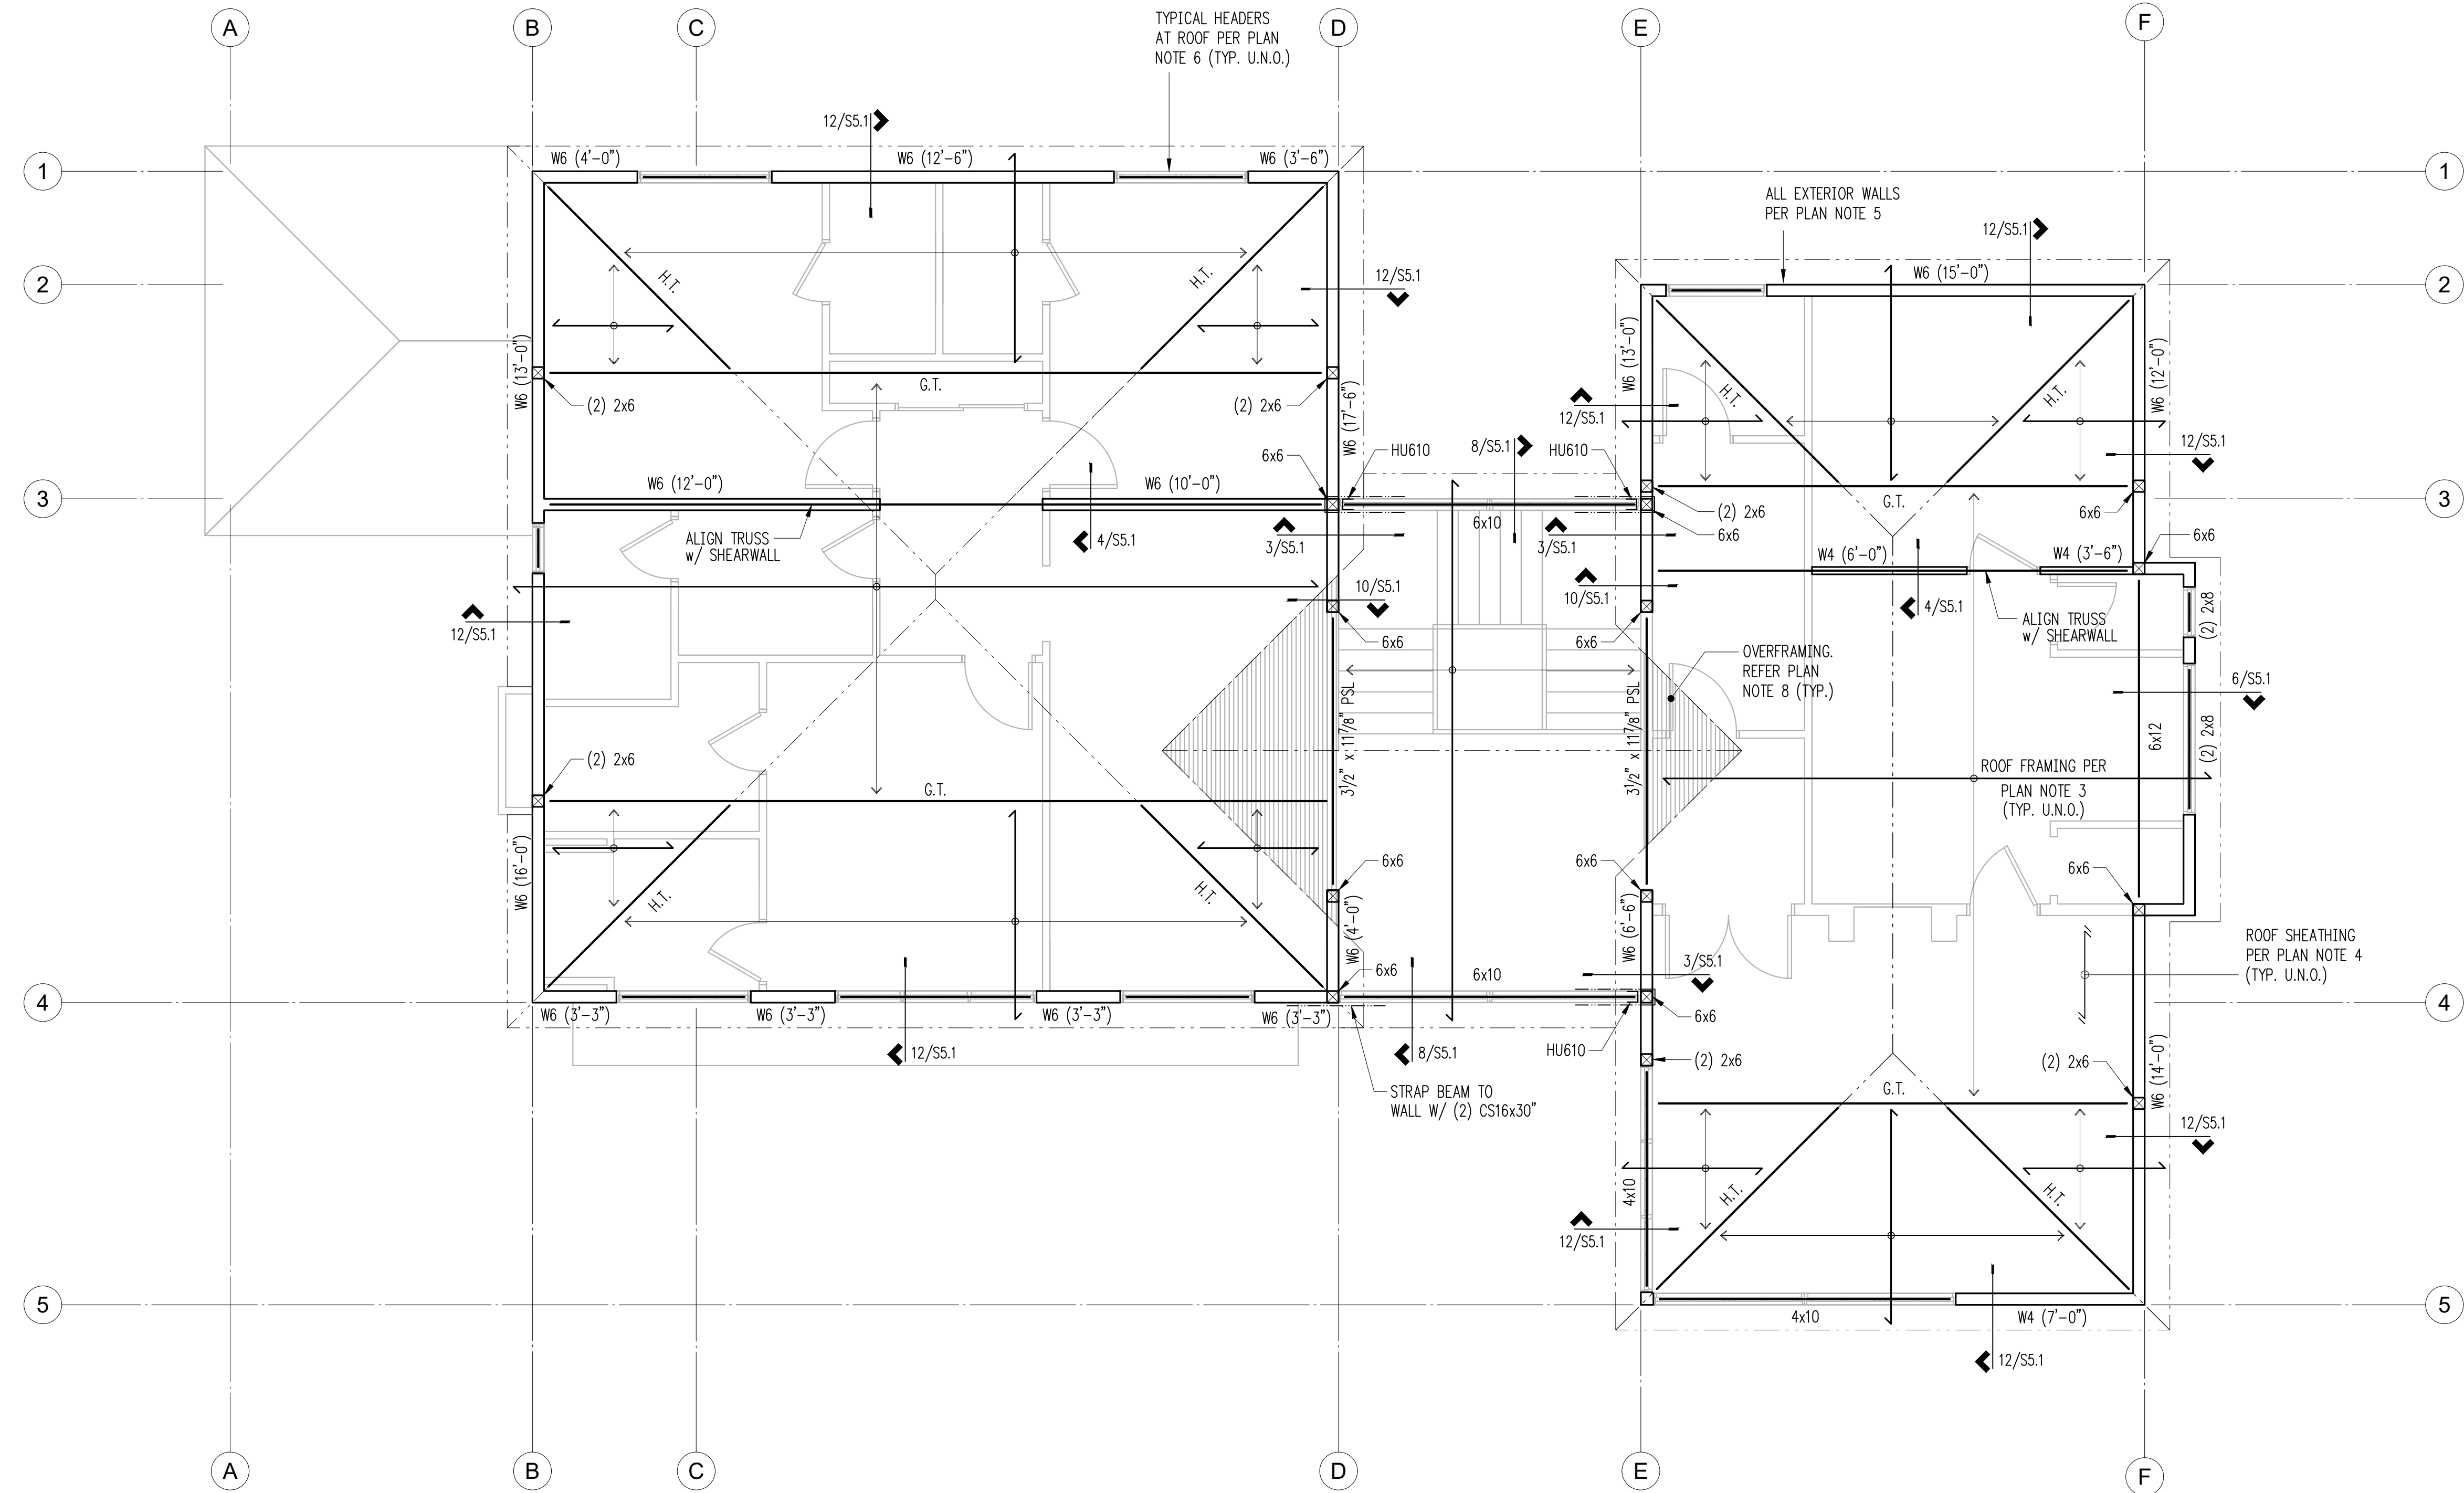 A
B
C
D
E
F
TYPICAL HEADERS
AT ROOF PER PLAN
NOTE 6 (TYP. U.N.O.)
12/S5.1
W6 (4'-0")
W6 (12'-6")
W6 (3'-6")
1
1
ALL EXTERIOR WALLS
PER PLAN NOTE 5
12/S5.1
H.T.
H.T.
12/S5.1
2
W6 (15'-0")
2
W6 (13'-0")
G.T.
(2) 2x6
(2) 2x6
W6 (17'-6")
W6 (13'-0")
H.T.
H.T.
W6 (12'-0")
12/S5.1
12/S5.1
6x6
HU610
8/S5.1
HU610
3
W6 (12'-0")
W6 (10'-0")
G.T.
3
(2) 2x6
6x6
6x10
6x6
6x6
ALIGN TRUSS
w/ SHEARWALL
4/S5.1
3/S5.1
3/S5.1
W4 (6'-0")
W4 (3'-6")
10/S5.1
10/S5.1
4/S5.1
ALIGN TRUSS
w/ SHEARWALL
(2) 2x8
12/S5.1
6x6
6x6
OVERFRAMING.
REFER PLAN
NOTE 8 (TYP.)
6/S5.1
3 1/2" x 11 7/8" PSL
3 1/2" x 11 7/8" PSL
6x12
(2) 2x8
(2) 2x6
ROOF FRAMING PER
PLAN NOTE 3
(TYP. U.N.O.)
G.T.
W6 (16'-0")
H.T.
H.T.
6x6
6x6
6x6
W6 (4'-0")
W6 (6'-6")
ROOF SHEATHING
PER PLAN NOTE 4
(TYP. U.N.O.)
6x6
6x10
3/S5.1
4
4
W6 (3'-3")
W6 (3'-3")
W6 (3'-3")
W6 (3'-3")
6x6
12/S5.1
8/S5.1
HU610
(2) 2x6
(2) 2x6
G.T.
W6 (14'-0")
STRAP BEAM TO
WALL W/ (2) CS16x30"
12/S5.1
4x10
H.T.
H.T.
12/S5.1
5
5
4x10
W4 (7'-0")
12/S5.1
A
B
C
D
E
F